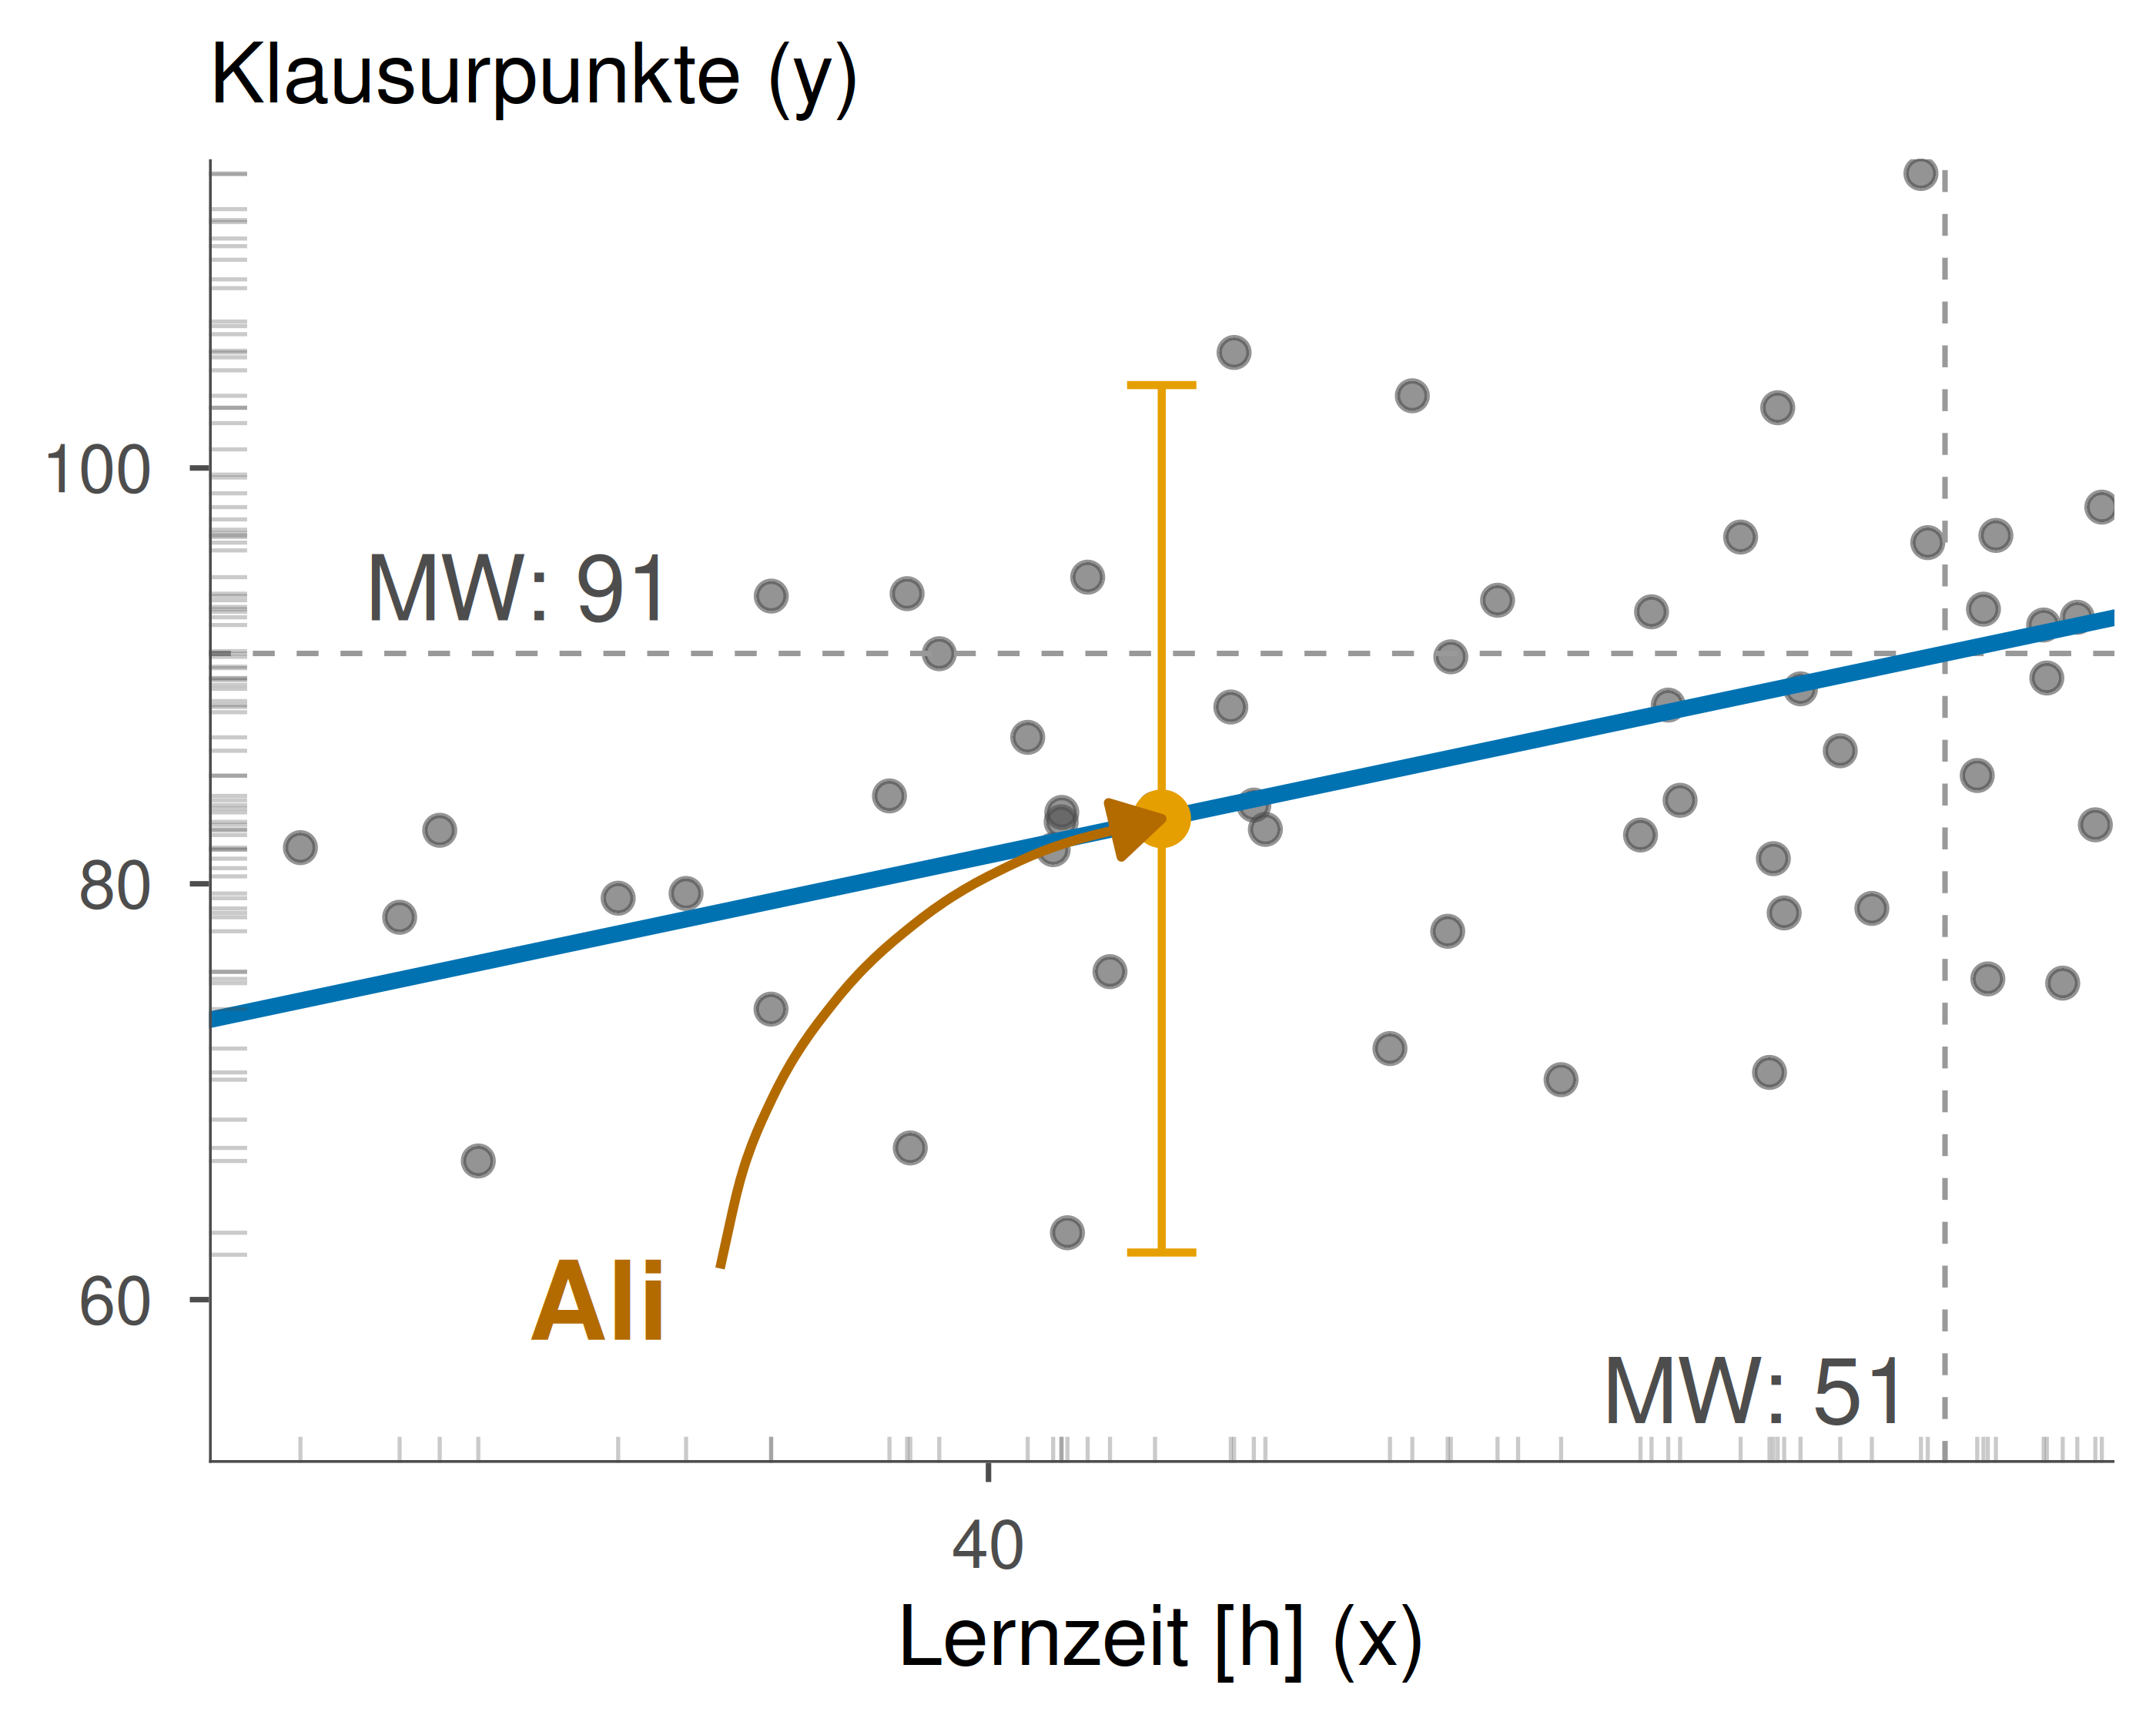 Klausurpunkte (y)
100
MW: 91
80
60
Ali
MW: 51
40
Lernzeit [h] (x)